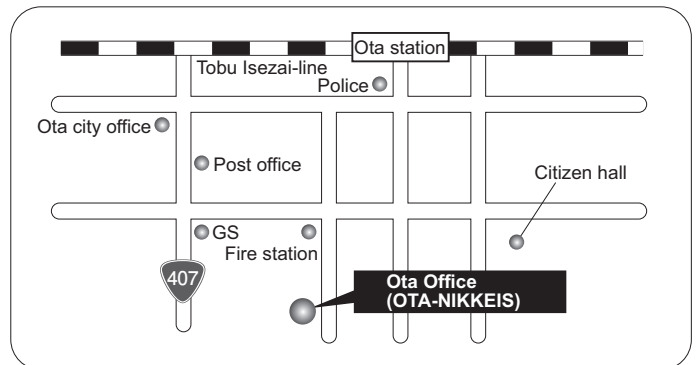 Ota station
Tobu Isezai-line
Police
Ota city office
Post office
Citizen hall
GS
Fire station
407
Ota Office
(OTA-NIKKEIS)